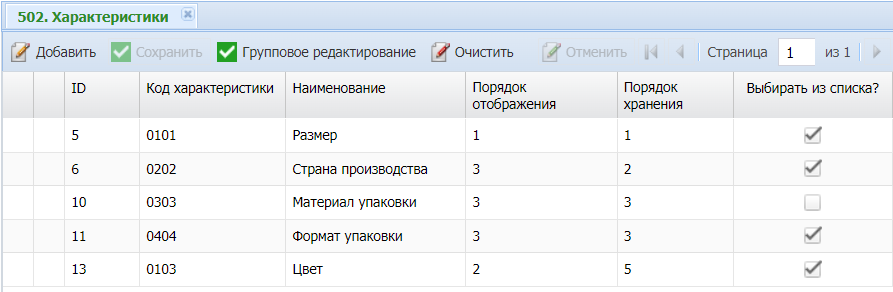 502. Характеристики
Добавить Сохранить Групповое редактирование Очистить Отменить Страница 1 из 1
ID Код характеристики Наименование Порядок отображения Порядок хранения Выбирать из списка?
5 0101 Размер 1 1
6 0202 Страна производства 3 2
10 0303 Материал упаковки 3 3
11 0404 Формат упаковки 3 3
13 0103 Цвет 2 5